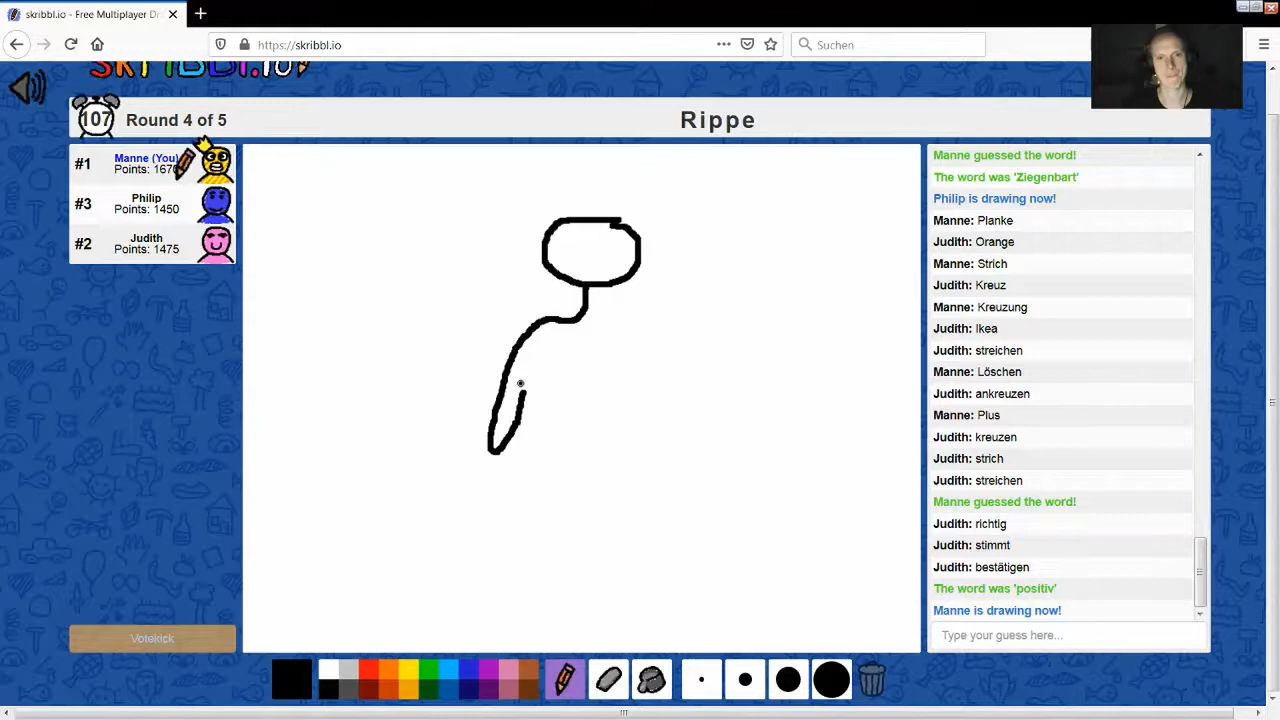 skribbl.io - Free Multiplayer Dr
https://skribbl.io
Suchen
SKRIBBL.IO
107
Round 4 of 5
Rippe
#1
Manne (You)
Points: 1670
#3
Philip
Points: 1450
#2
Judith
Points: 1475
Votekick
Manne guessed the word!
The word was 'Ziegenbart'
Philip is drawing now!
Manne: Planke
Judith: Orange
Manne: Strich
Judith: Kreuz
Manne: Kreuzung
Judith: Ikea
Judith: streichen
Manne: Löschen
Judith: ankreuzen
Manne: Plus
Judith: kreuzen
Judith: strich
Judith: streichen
Manne guessed the word!
Judith: richtig
Judith: stimmt
Judith: bestätigen
The word was 'positiv'
Manne is drawing now!
Type your guess here...